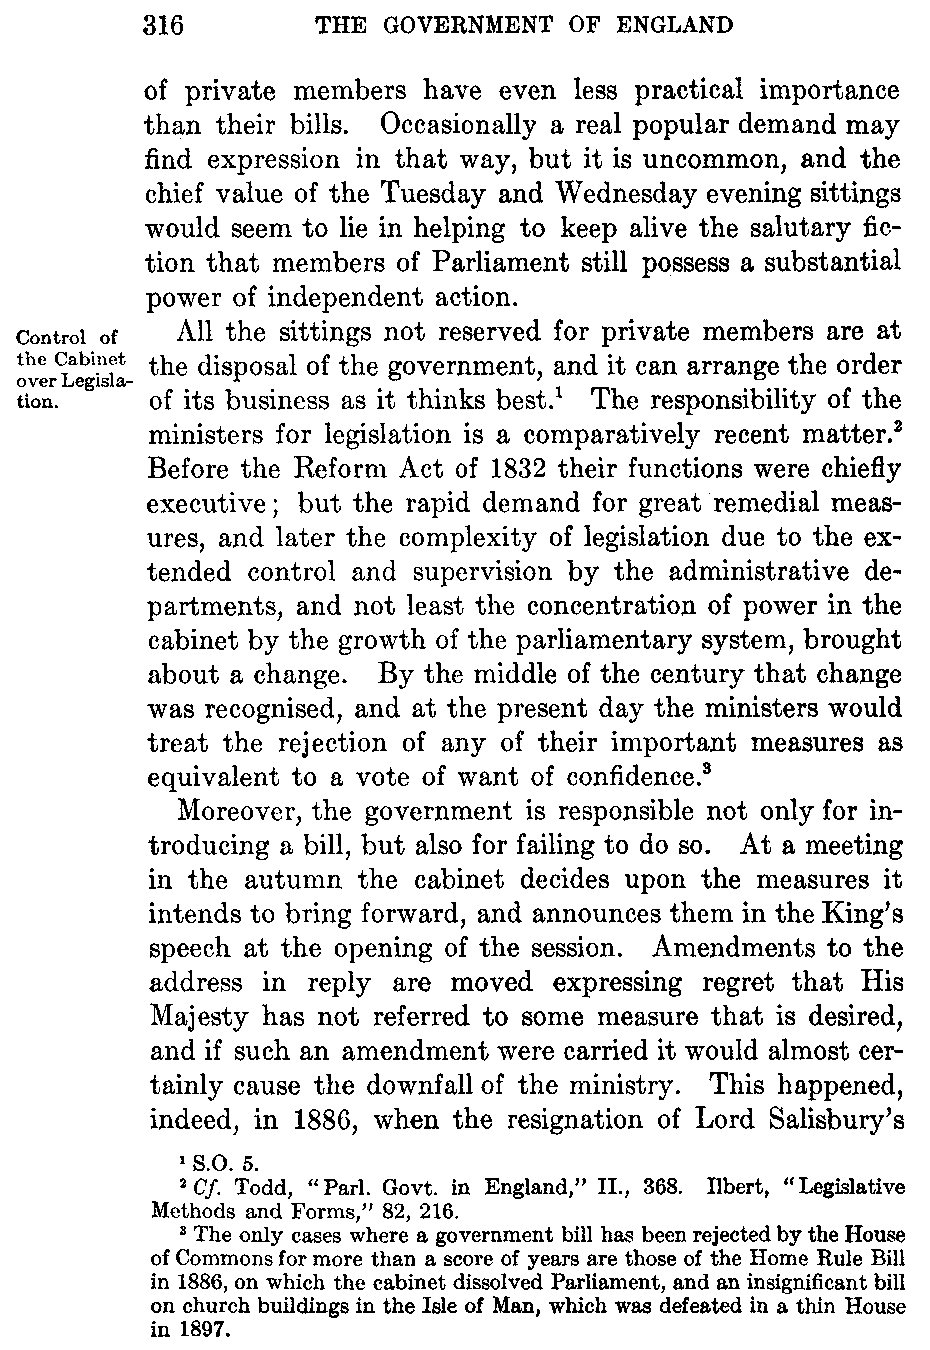 316 THE GOVERNMENT OF ENGLAND
of private members have even less practical importance
than their bills. Occasionally a real popular demand may
find expression in that way, but it is uncommon, and the
chief value of the Tuesday and Wednesday evening sittings
would seem to lie in helping to keep alive the salutary fic-
tion that members of Parliament still possess a substantial
power of independent action.
Control of
the Cabinet
over Legisla-
tion.
All the sittings not reserved for private members are at
the disposal of the government, and it can arrange the order
of its business as it thinks best.¹ The responsibility of the
ministers for legislation is a comparatively recent matter.²
Before the Reform Act of 1832 their functions were chiefly
executive; but the rapid demand for great remedial meas-
ures, and later the complexity of legislation due to the ex-
tended control and supervision by the administrative de-
partments, and not least the concentration of power in the
cabinet by the growth of the parliamentary system, brought
about a change. By the middle of the century that change
was recognised, and at the present day the ministers would
treat the rejection of any of their important measures as
equivalent to a vote of want of confidence.³
Moreover, the government is responsible not only for in-
troducing a bill, but also for failing to do so. At a meeting
in the autumn the cabinet decides upon the measures it
intends to bring forward, and announces them in the King's
speech at the opening of the session. Amendments to the
address in reply are moved expressing regret that His
Majesty has not referred to some measure that is desired,
and if such an amendment were carried it would almost cer-
tainly cause the downfall of the ministry. This happened,
indeed, in 1886, when the resignation of Lord Salisbury's
¹ S.O. 5.
² Cf. Todd, "Parl. Govt. in England," II., 368. Ilbert, "Legislative
Methods and Forms," 82, 216.
³ The only cases where a government bill has been rejected by the House
of Commons for more than a score of years are those of the Home Rule Bill
in 1886, on which the cabinet dissolved Parliament, and an insignificant bill
on church buildings in the Isle of Man, which was defeated in a thin House
in 1897.